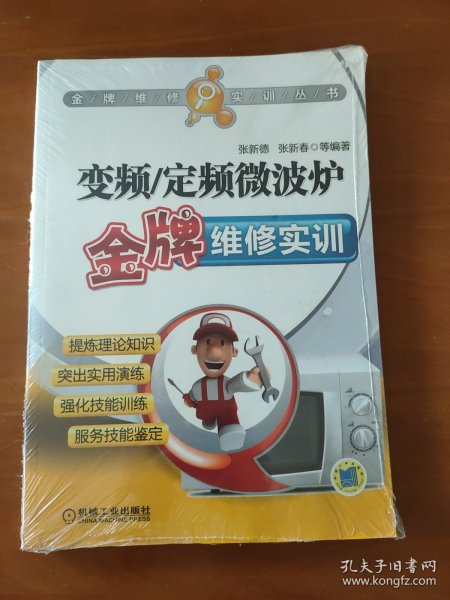 金/牌/维/修/实/训/丛/书
张新德 张新春◎等编著
变频/定频微波炉
金牌
维修实训
提炼理论知识
突出实用演练
强化技能训练
服务技能鉴定
机械工业出版社
CHINA MACHINE PRESS
孔夫子旧书网
www.kongfz.com